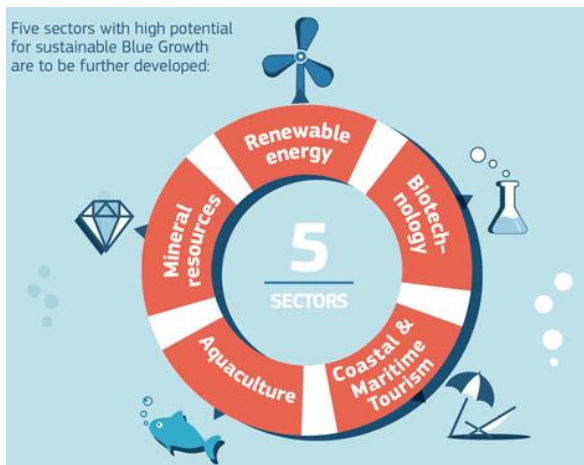 Five sectors with high potential
for sustainable Blue Growth
are to be further developed:
Renewable
energy
Biotech-
nology
Coastal &
Maritime
Tourism
Aquaculture
Mineral
resources
5
SECTORS